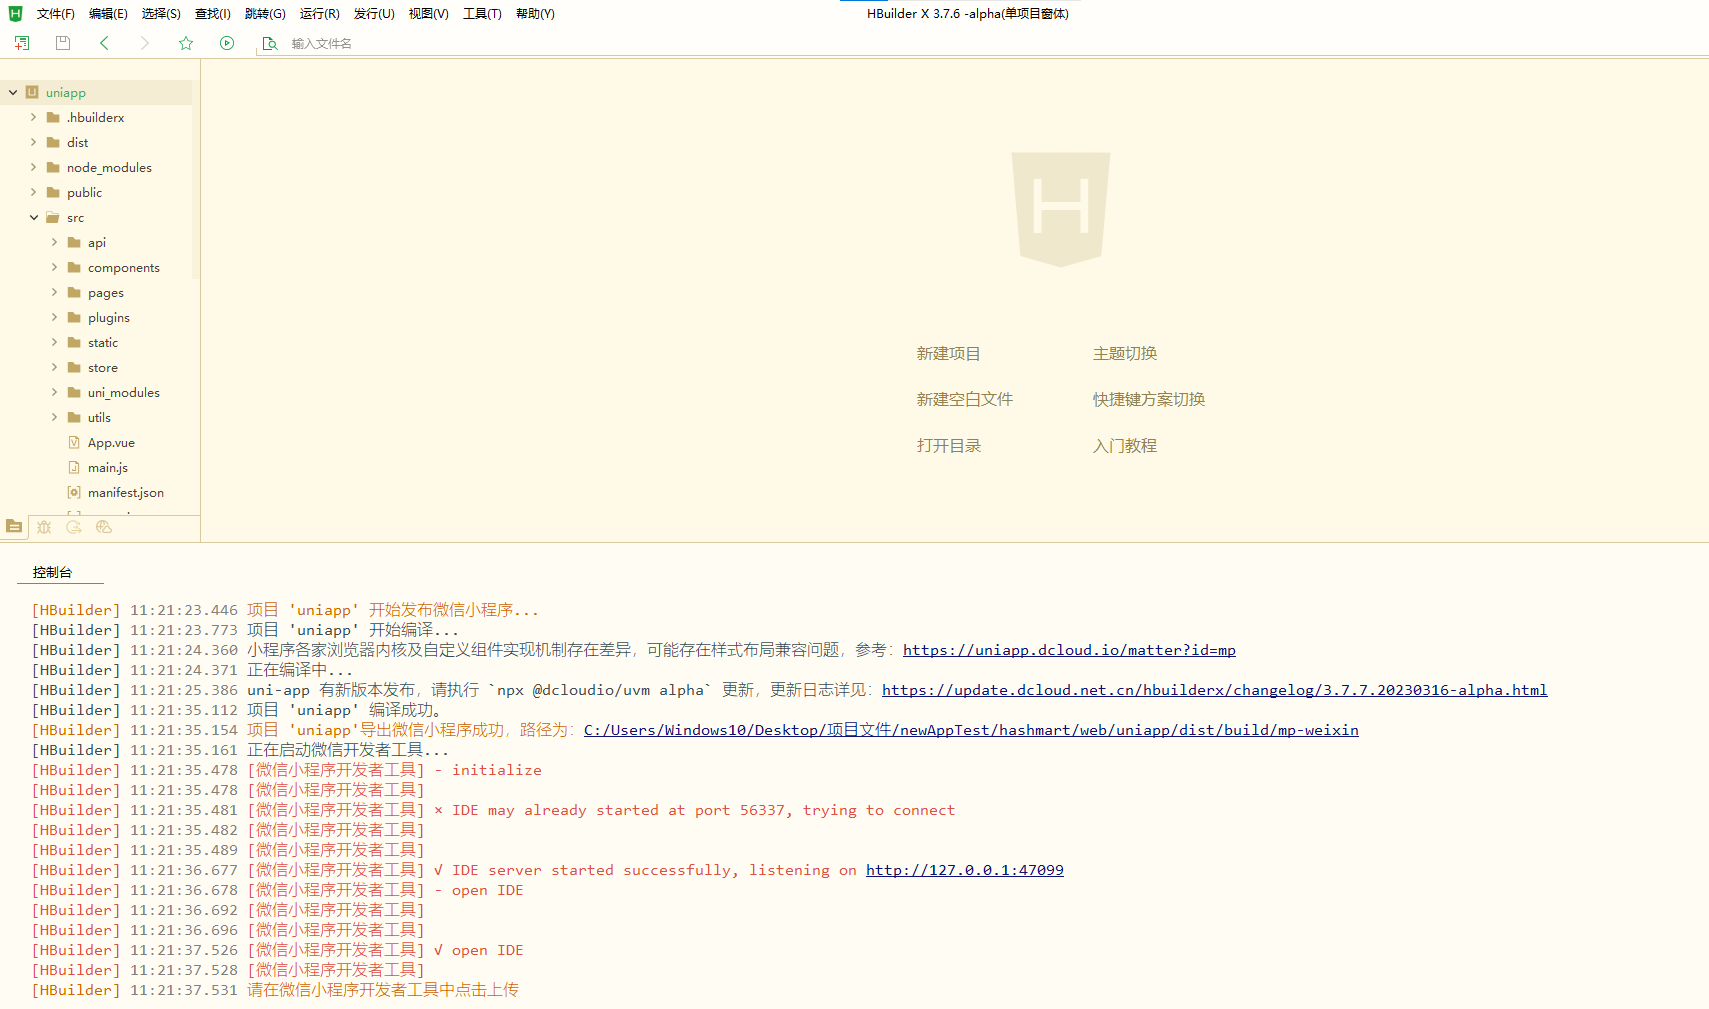 文件(F) 编辑(E) 选择(S) 查找(I) 跳转(G) 运行(R) 发行(U) 视图(V) 工具(T) 帮助(Y) HBuilder X 3.7.6 -alpha(单项目窗体)
输入文件名
uniapp
.hbuilderx
dist
node_modules
public
src
api
components
pages
plugins
static
store
uni_modules
utils
App.vue
main.js
manifest.json
新建项目 主题切换
新建空白文件 快捷键方案切换
打开目录 入门教程
控制台
[HBuilder] 11:21:23.446 项目 'uniapp' 开始发布微信小程序...
[HBuilder] 11:21:23.773 项目 'uniapp' 开始编译...
[HBuilder] 11:21:24.360 小程序各家浏览器内核及自定义组件实现机制存在差异，可能存在样式布局兼容问题，参考：https://uniapp.dcloud.io/matter?id=mp
[HBuilder] 11:21:24.371 正在编译中...
[HBuilder] 11:21:25.386 uni-app 有新版本发布，请执行 `npx @dcloudio/uvm alpha` 更新，更新日志详见：https://update.dcloud.net.cn/hbuilderx/changelog/3.7.7.20230316-alpha.html
[HBuilder] 11:21:35.112 项目 'uniapp' 编译成功。
[HBuilder] 11:21:35.154 项目 'uniapp'导出微信小程序成功，路径为：C:/Users/Windows10/Desktop/项目文件/newAppTest/hashmart/web/uniapp/dist/build/mp-weixin
[HBuilder] 11:21:35.161 正在启动微信开发者工具...
[HBuilder] 11:21:35.478 [微信小程序开发者工具] - initialize
[HBuilder] 11:21:35.478 [微信小程序开发者工具]
[HBuilder] 11:21:35.481 [微信小程序开发者工具] × IDE may already started at port 56337, trying to connect
[HBuilder] 11:21:35.482 [微信小程序开发者工具]
[HBuilder] 11:21:35.489 [微信小程序开发者工具]
[HBuilder] 11:21:36.677 [微信小程序开发者工具] √ IDE server started successfully, listening on http://127.0.0.1:47099
[HBuilder] 11:21:36.678 [微信小程序开发者工具] - open IDE
[HBuilder] 11:21:36.692 [微信小程序开发者工具]
[HBuilder] 11:21:36.696 [微信小程序开发者工具]
[HBuilder] 11:21:37.526 [微信小程序开发者工具] √ open IDE
[HBuilder] 11:21:37.528 [微信小程序开发者工具]
[HBuilder] 11:21:37.531 请在微信小程序开发者工具中点击上传